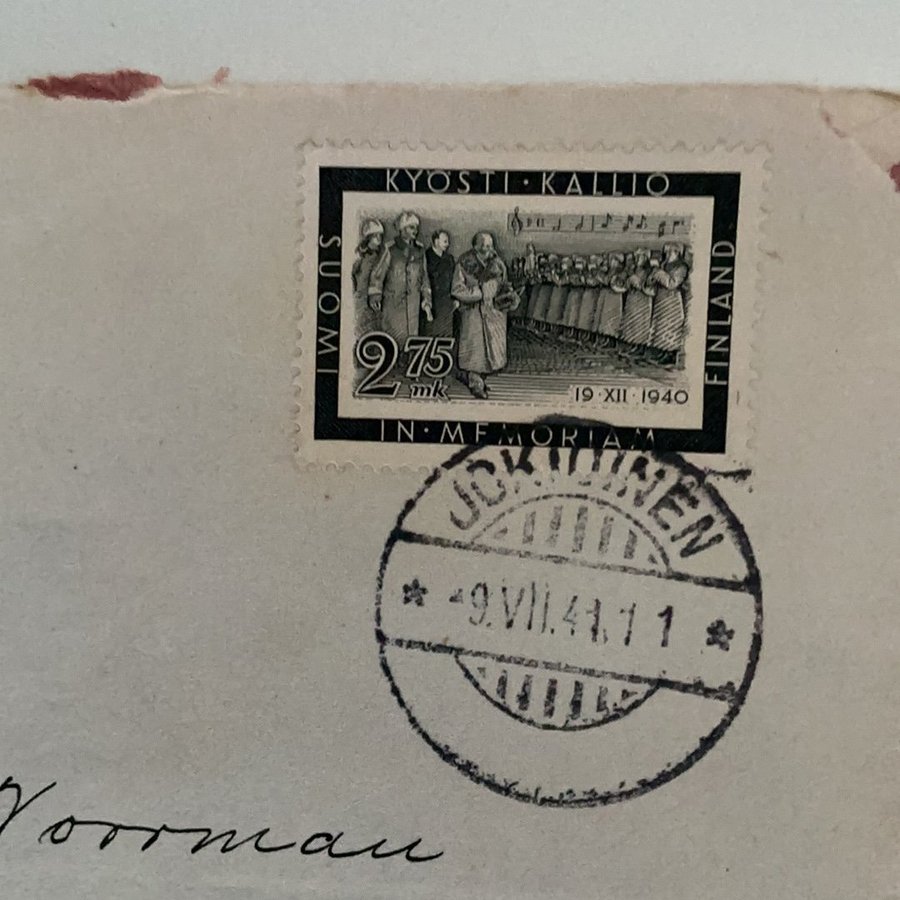 KYÖSTI · KALLIO
SUOMI
FINLAND
2 75
mk
19·XII·1940
IN·MEMORIAM
JOKIOINEN
* -9.VII.41.11 *